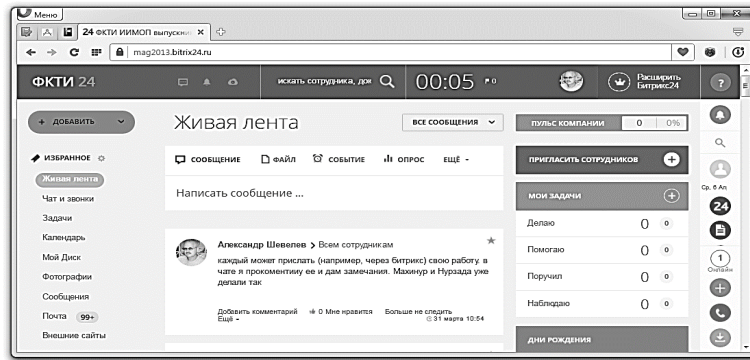 Меню
24 ФКТИ ИИМОП выпускни
mag2013.bitrix24.ru
ФКТИ 24
искать сотрудника, док
00:05
0
Расширить
Битрикс24
?
+ ДОБАВИТЬ
Живая лента
ВСЕ СООБЩЕНИЯ
ПУЛЬС КОМПАНИИ 0 0%
ИЗБРАННОЕ
СООБЩЕНИЕ ФАЙЛ СОБЫТИЕ ОПРОС ЕЩЁ -
ПРИГЛАСИТЬ СОТРУДНИКОВ +
Живая лента
Чат и звонки
Задачи
Календарь
Мой Диск
Фотографии
Сообщения
Почта 99+
Внешние сайты
Написать сообщение ...
Александр Шевелев > Всем сотрудникам
каждый может прислать (например, через битрикс) свою работу. в
чате я прокоментииу ее и дам замечания. Махинур и Нурзада уже
делали так
Добавить комментарий 0 Мне нравится Больше не следить
Ещё -
31 марта 10:54
МОИ ЗАДАЧИ +
Делаю 0 0
Помогаю 0 0
Поручил 0 0
Наблюдаю 0 0
ДНИ РОЖДЕНИЯ
Ср, 6 Ап
24
1
Онлайн